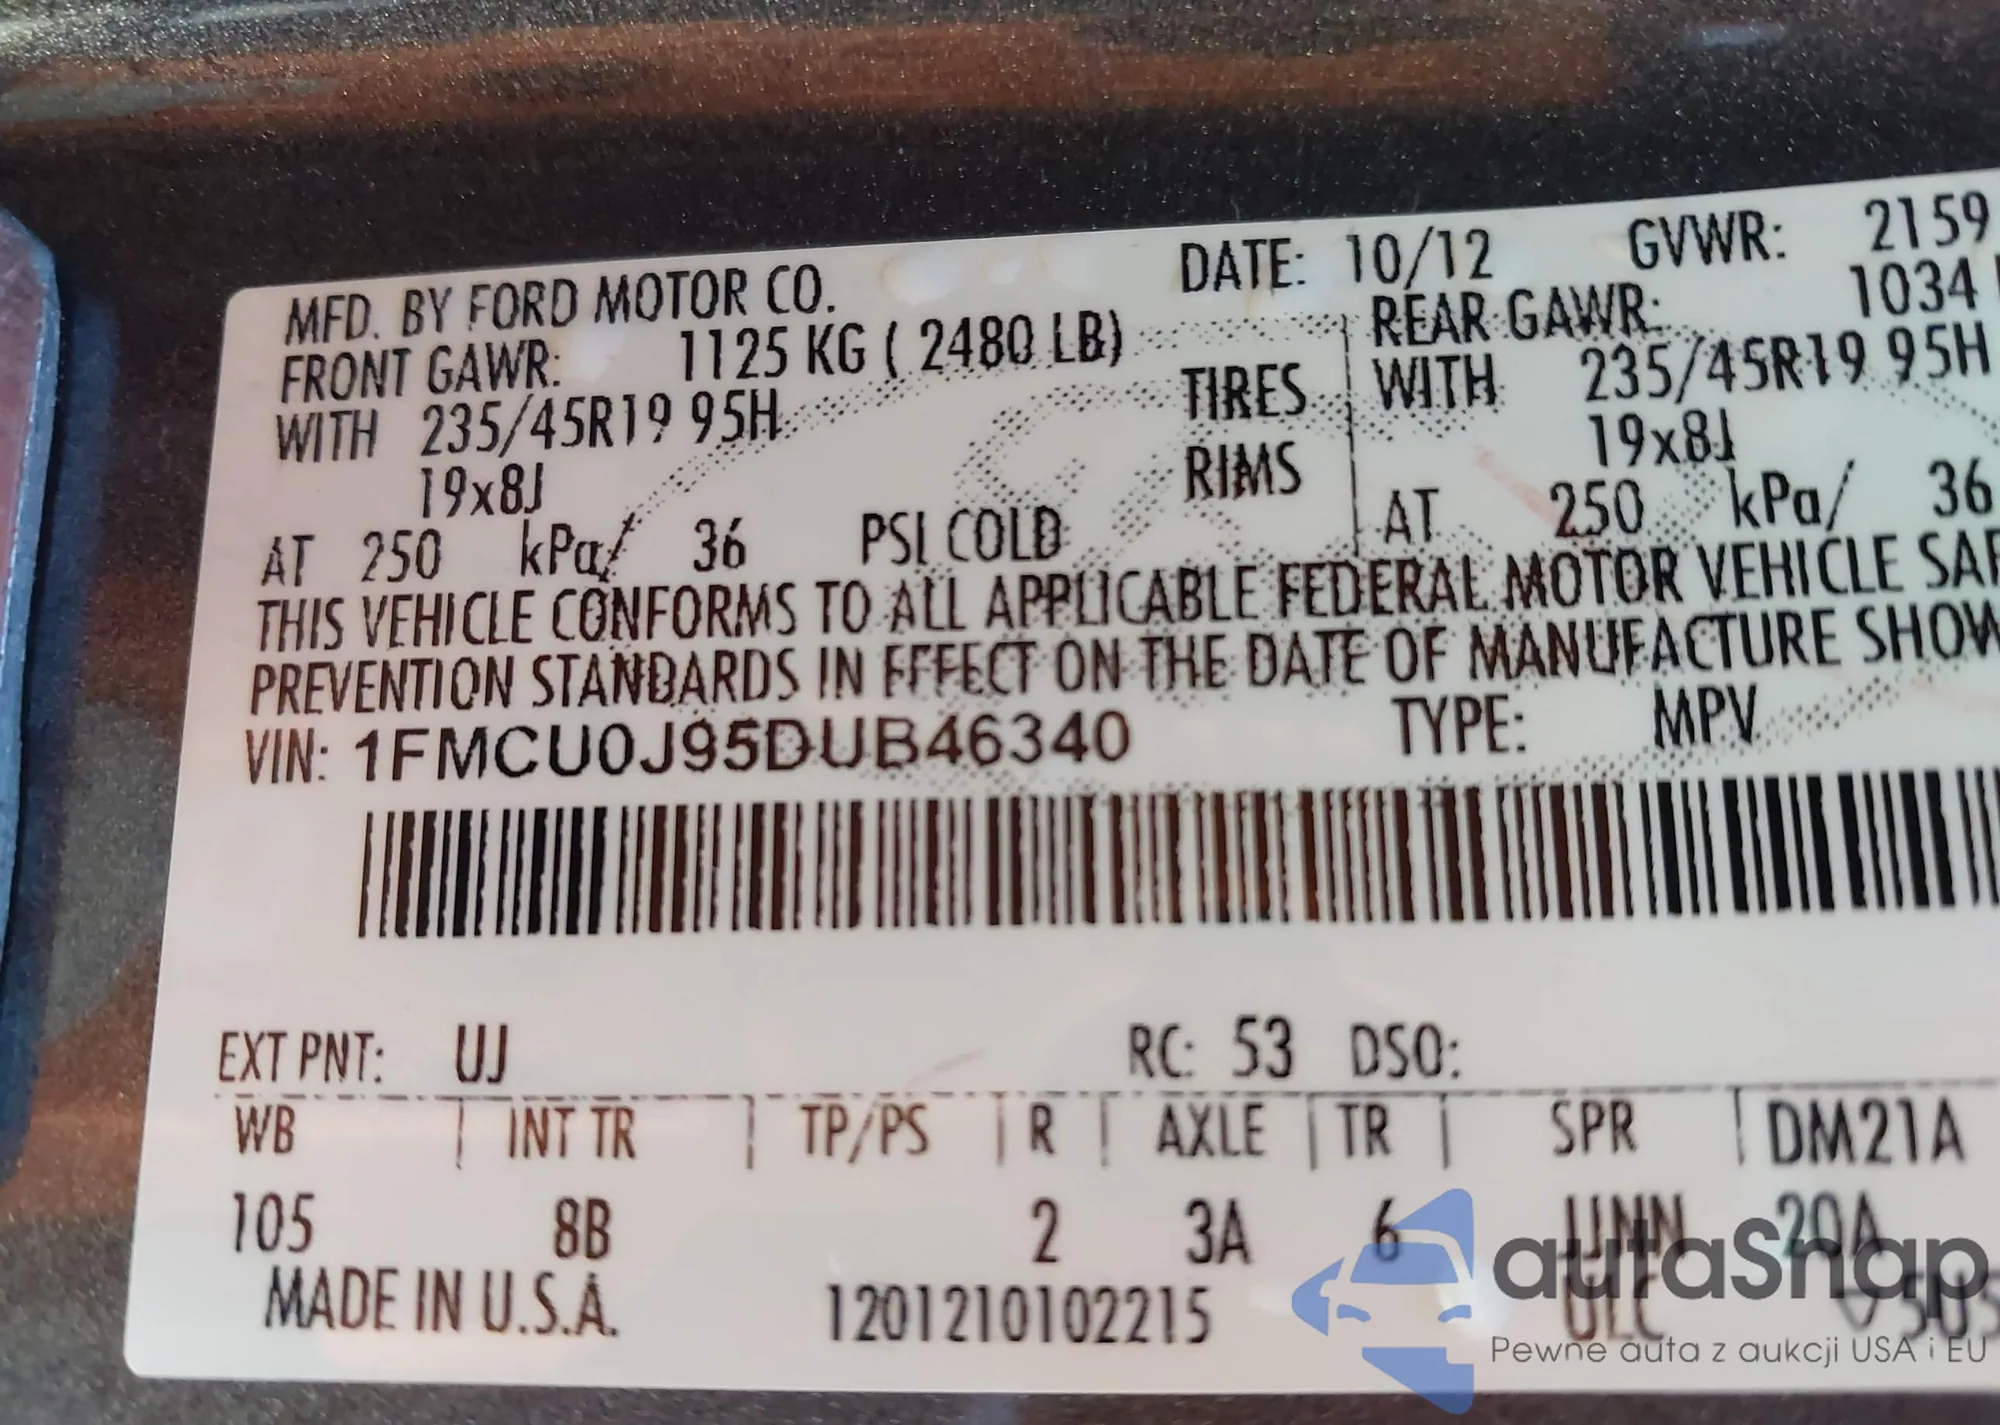 MFD. BY FORD MOTOR CO. DATE: 10/12 GVWR: 2159
FRONT GAWR: 1125 KG ( 2480 LB) REAR GAWR: 1034
WITH 235/45R19 95H TIRES WITH 235/45R19 95H
19x8J RIMS 19x8J
AT 250 kPa/ 36 PSI COLD AT 250 kPa/ 36
THIS VEHICLE CONFORMS TO ALL APPLICABLE FEDERAL MOTOR VEHICLE SAF
PREVENTION STANDARDS IN EFFECT ON THE DATE OF MANUFACTURE SHOW
VIN: 1FMCU0J95DUB46340 TYPE: MPV
EXT PNT: UJ RC: 53 DSO:
WB INT TR TP/PS R AXLE TR SPR DM21A
105 8B 2 3A 6 20A
MADE IN U.S.A. 1201210102215
autaSnap
Pewne auta z aukcji USA i EU